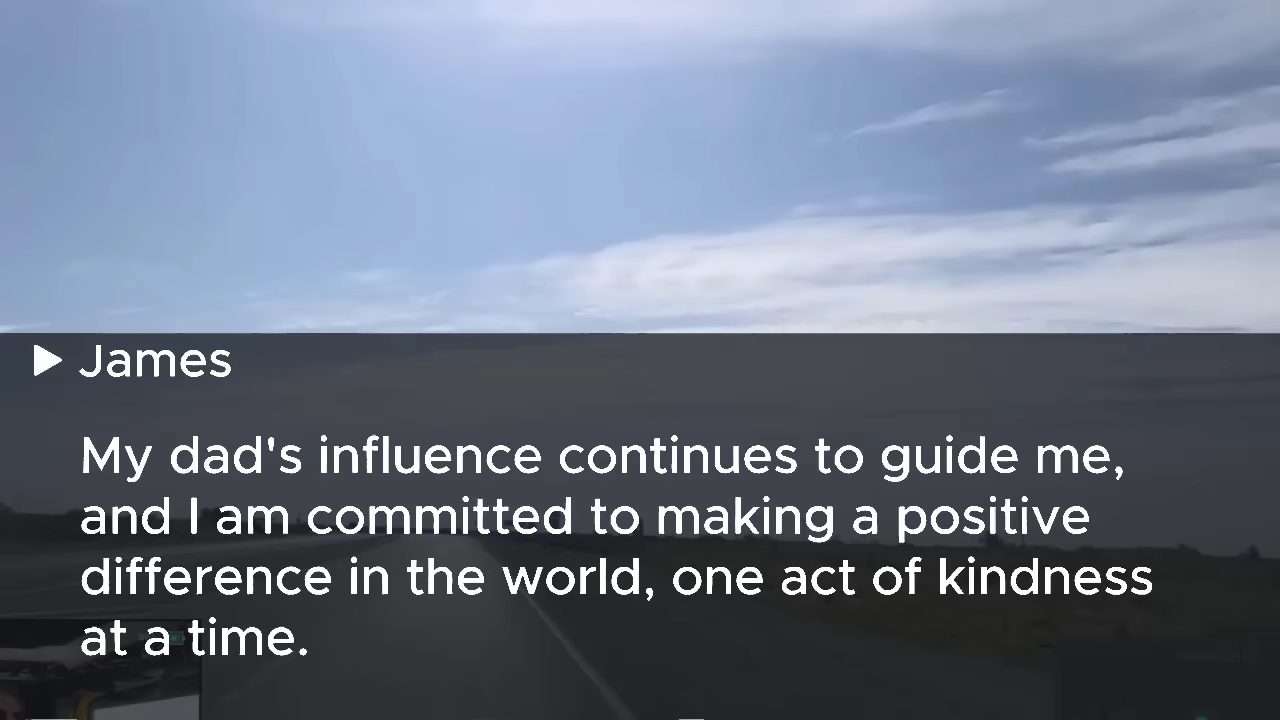 James
My dad's influence continues to guide me,
and I am committed to making a positive
difference in the world, one act of kindness
at a time.